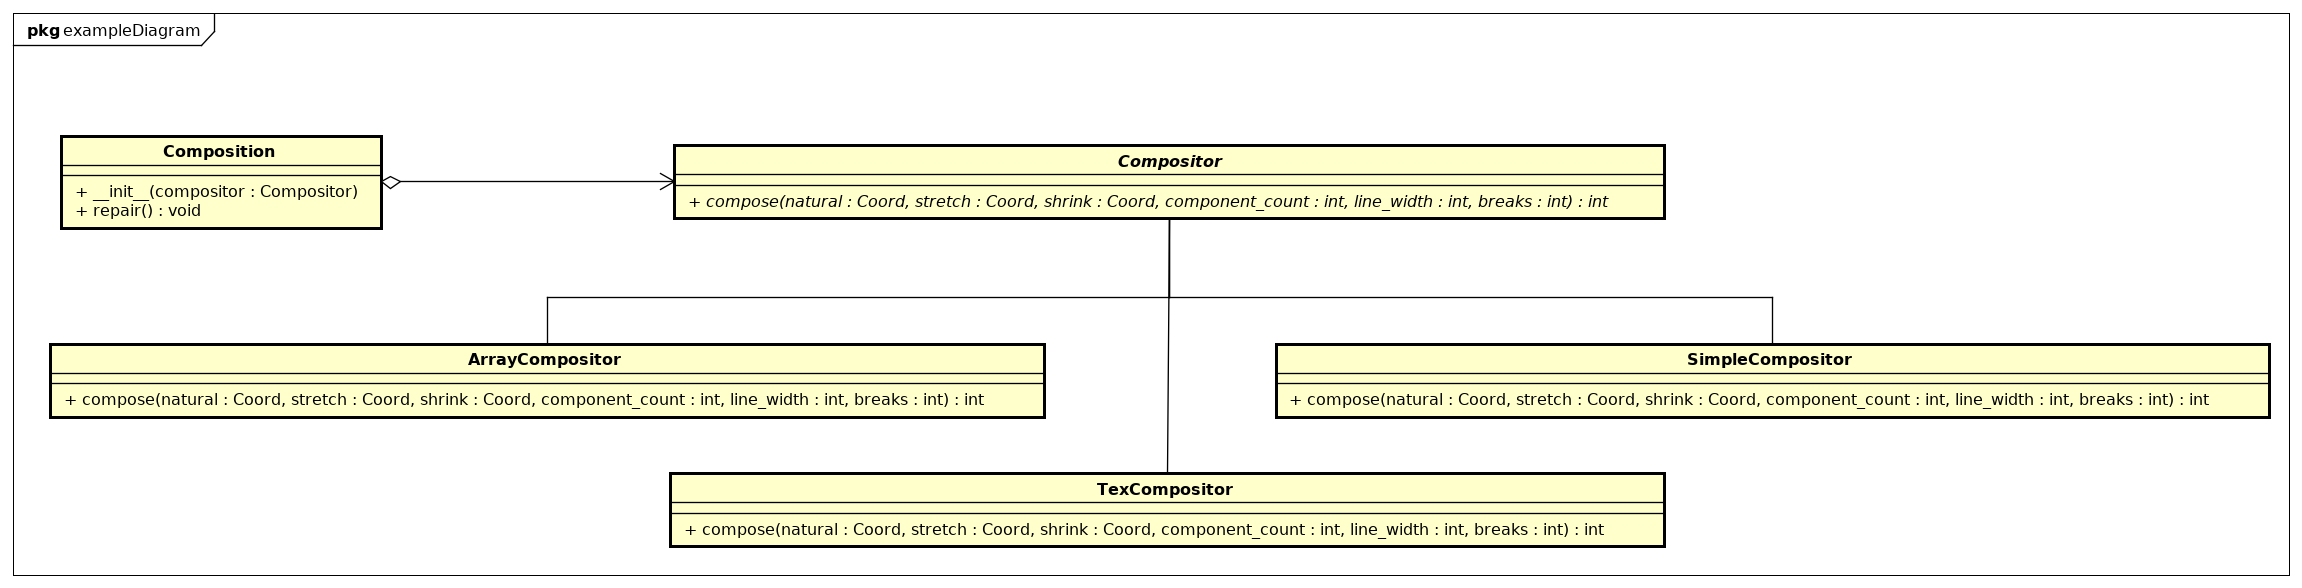 pkg exampleDiagram
Composition
+ __init__(compositor : Compositor)
+ repair() : void
Compositor
+ compose(natural : Coord, stretch : Coord, shrink : Coord, component_count : int, line_width : int, breaks : int) : int
ArrayCompositor
+ compose(natural : Coord, stretch : Coord, shrink : Coord, component_count : int, line_width : int, breaks : int) : int
SimpleCompositor
+ compose(natural : Coord, stretch : Coord, shrink : Coord, component_count : int, line_width : int, breaks : int) : int
TexCompositor
+ compose(natural : Coord, stretch : Coord, shrink : Coord, component_count : int, line_width : int, breaks : int) : int